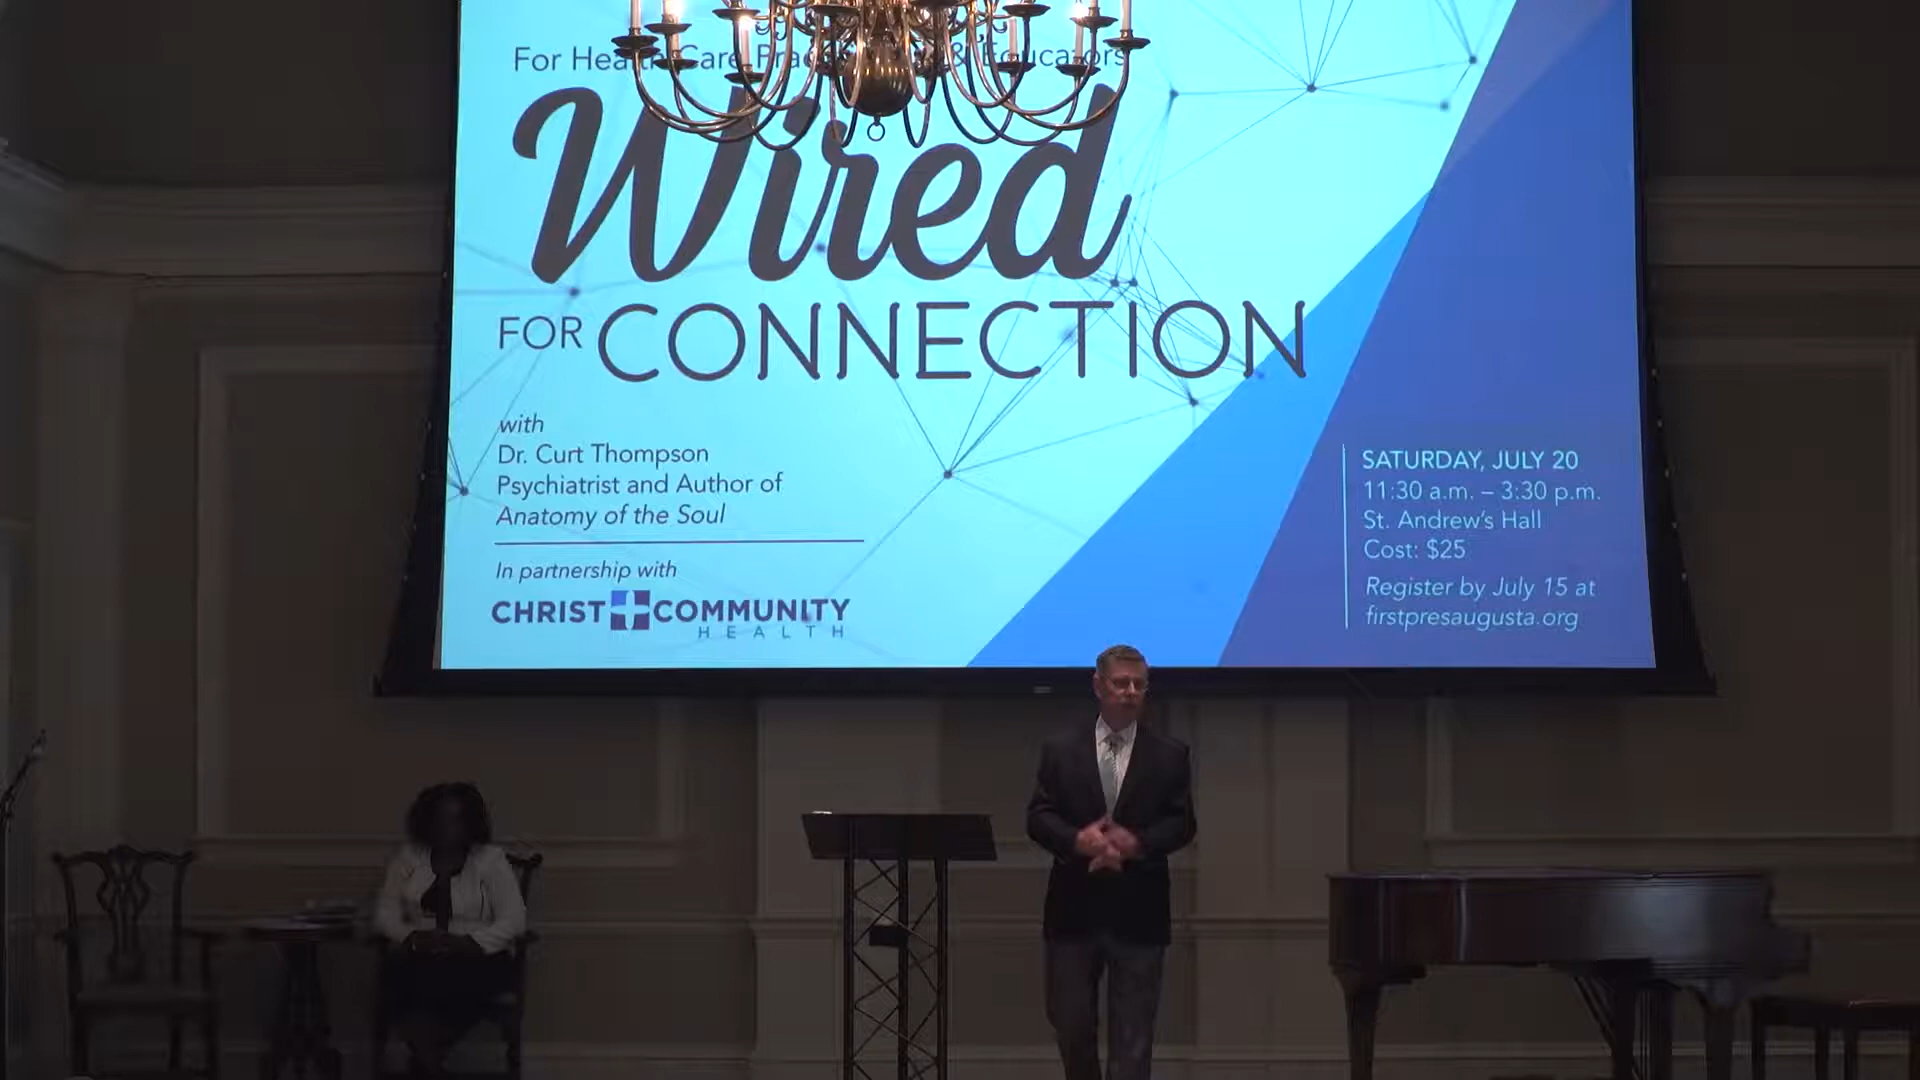 For Health Care & Educators
Wired
FOR CONNECTION
with
Dr. Curt Thompson
Psychiatrist and Author of
Anatomy of the Soul
In partnership with
CHRIST COMMUNITY
HEALTH
SATURDAY, JULY 20
11:30 a.m. – 3:30 p.m.
St. Andrew's Hall
Cost: $25
Register by July 15 at
firstpresaugusta.org